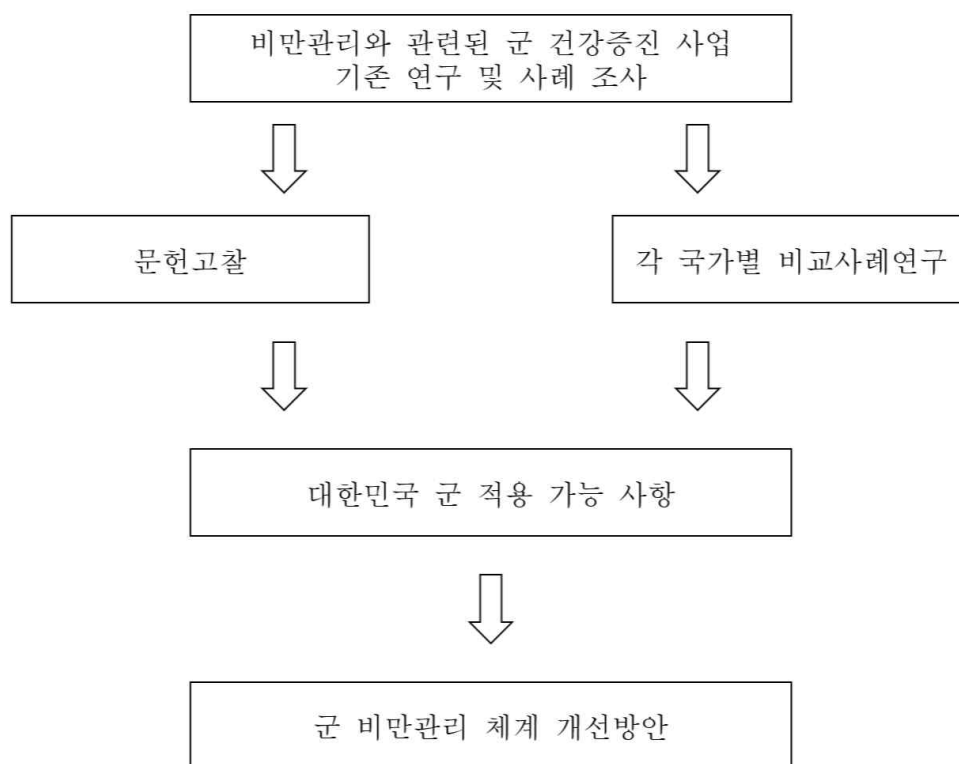 비만관리와 관련된 군 건강증진 사업
기존 연구 및 사례 조사
문헌고찰
각 국가별 비교사례연구
대한민국 군 적용 가능 사항
군 비만관리 체계 개선방안